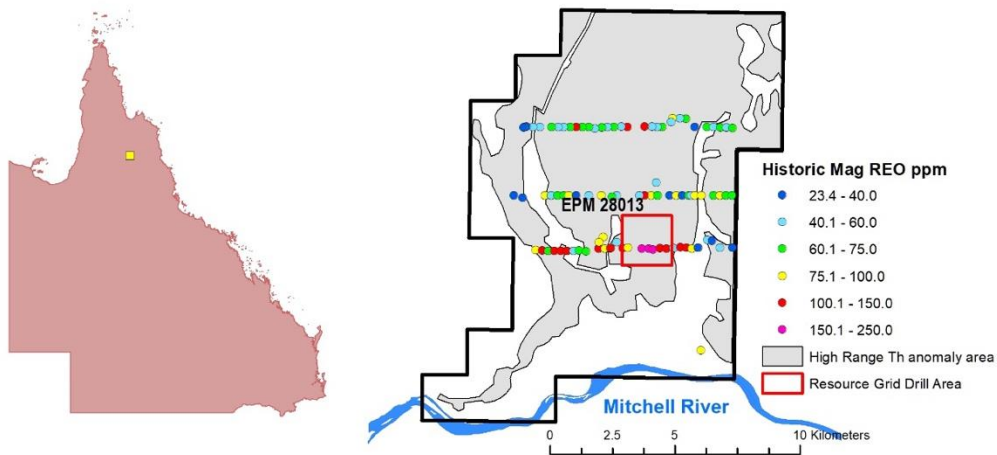 Historic Mag REO ppm
23.4 - 40.0
40.1 - 60.0
60.1 - 75.0
75.1 - 100.0
100.1 - 150.0
150.1 - 250.0
High Range Th anomaly area
Resource Grid Drill Area
EPM 28013
Mitchell River
0 2.5 5 10 Kilometers